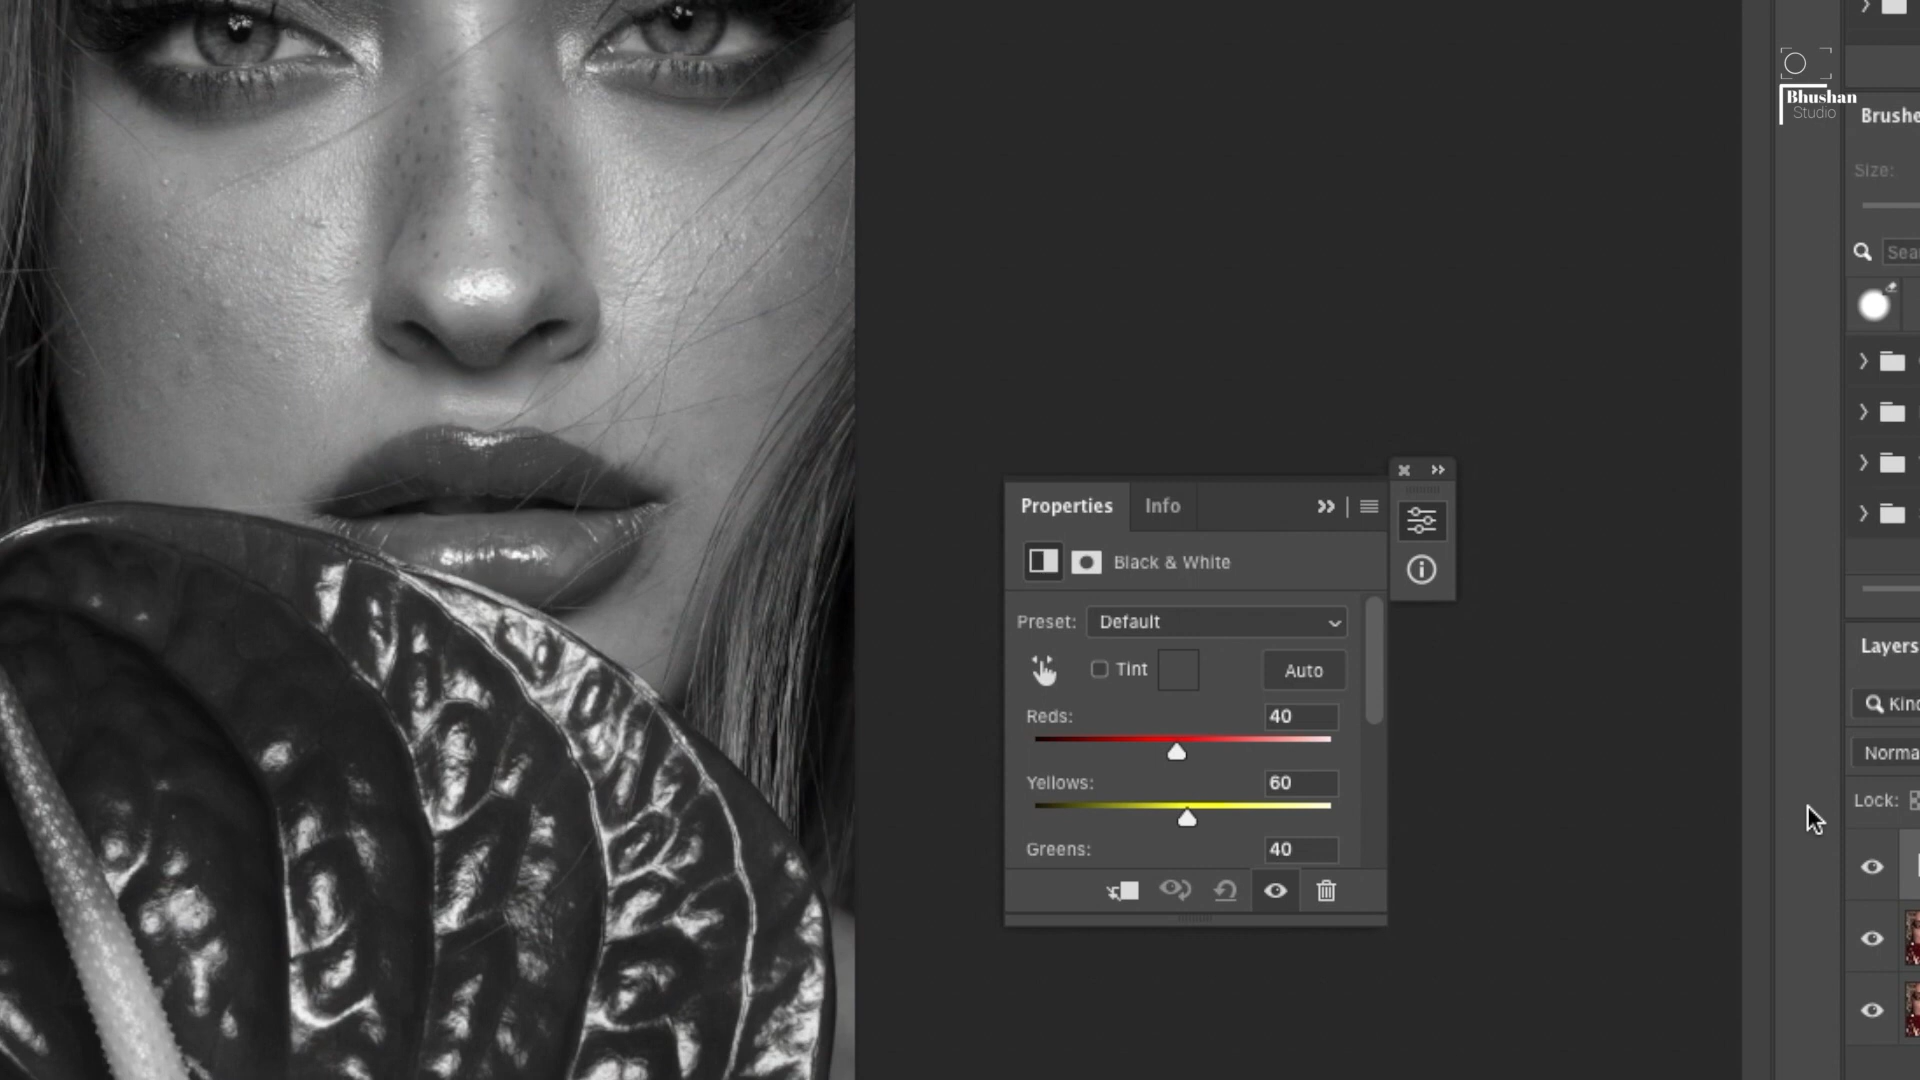 Bhushan
Studio
Brushe
Size:
Sea
Properties
Info
Black & White
Preset:
Default
Tint
Auto
Reds:
40
Yellows:
60
Greens:
40
Layers
Kind
Norma
Lock: